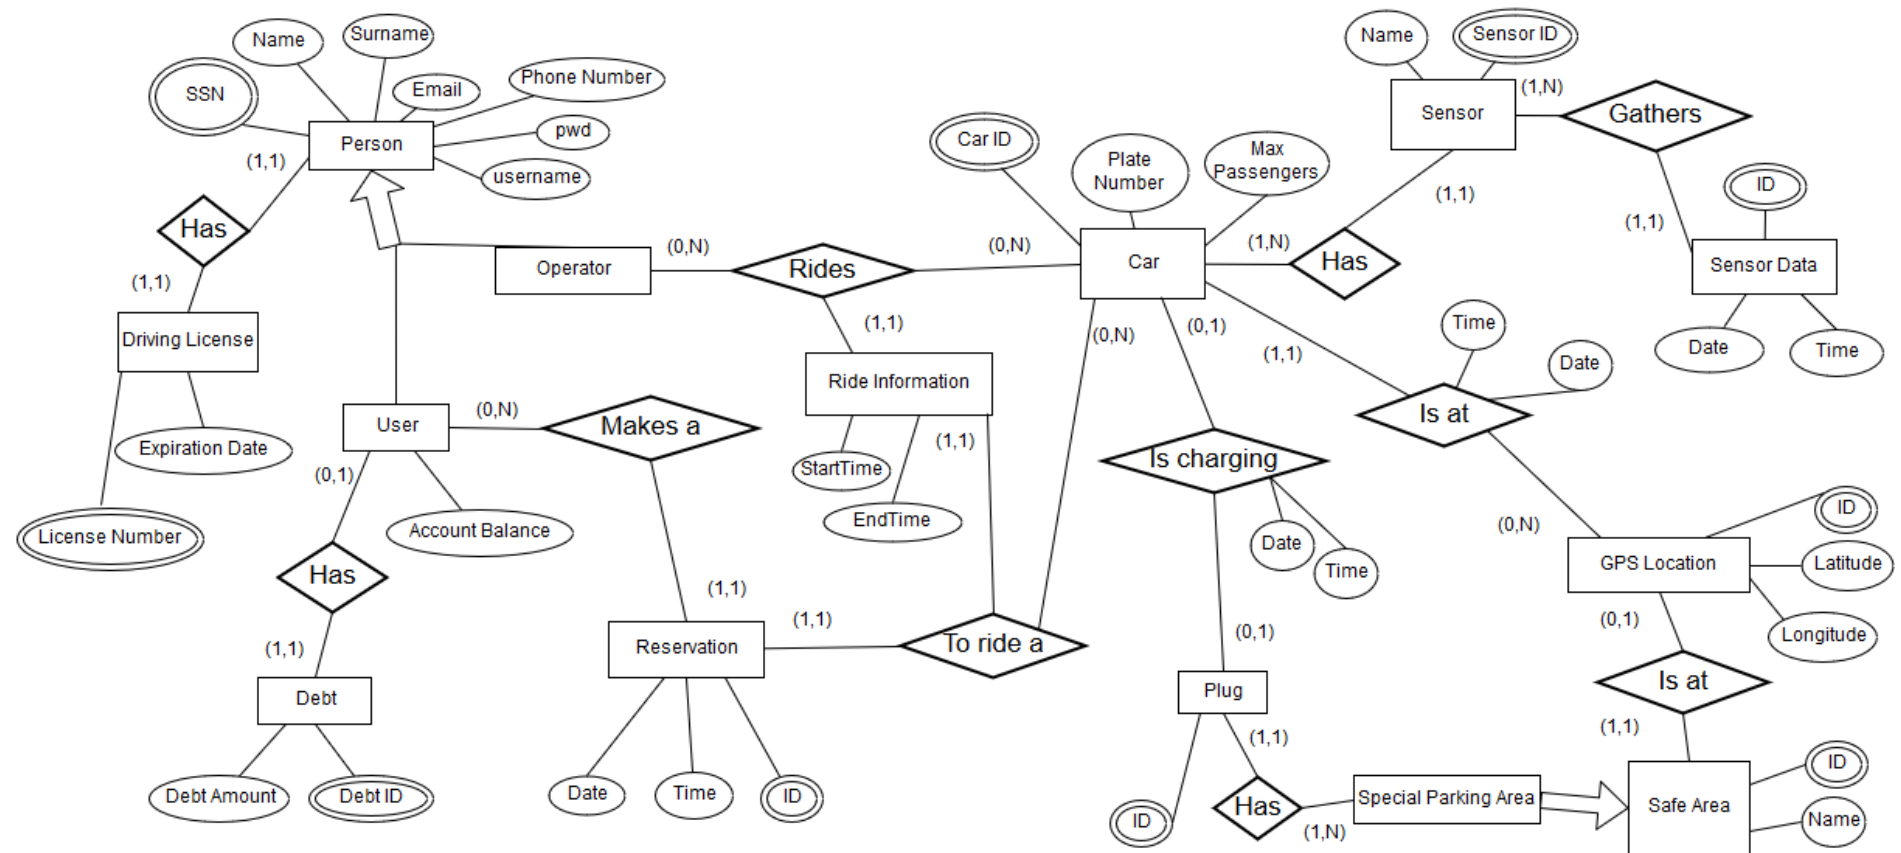 Name
Surname
SSN
Email
Phone Number
pwd
username
Person
(1,1)
Has
(1,1)
Driving License
Expiration Date
License Number
Operator
(0,N)
Rides
(0,N)
(1,1)
Ride Information
StartTime
EndTime
(1,1)
User
(0,N)
Makes a
(0,1)
Account Balance
Has
(1,1)
Debt
Debt Amount
Debt ID
(1,1)
Reservation
(1,1)
To ride a
Date
Time
ID
Car ID
Plate
Number
Max
Passengers
Car
(1,N)
Has
(1,1)
(0,N)
(0,1)
(1,1)
Name
Sensor ID
Sensor
(1,N)
Gathers
(1,1)
ID
Sensor Data
Date
Time
Time
Date
Is at
(0,N)
Is charging
Date
Time
(0,1)
Plug
ID
(1,1)
Has
(1,N)
Special Parking Area
GPS Location
ID
Latitude
Longitude
(0,1)
Is at
(1,1)
Safe Area
ID
Name